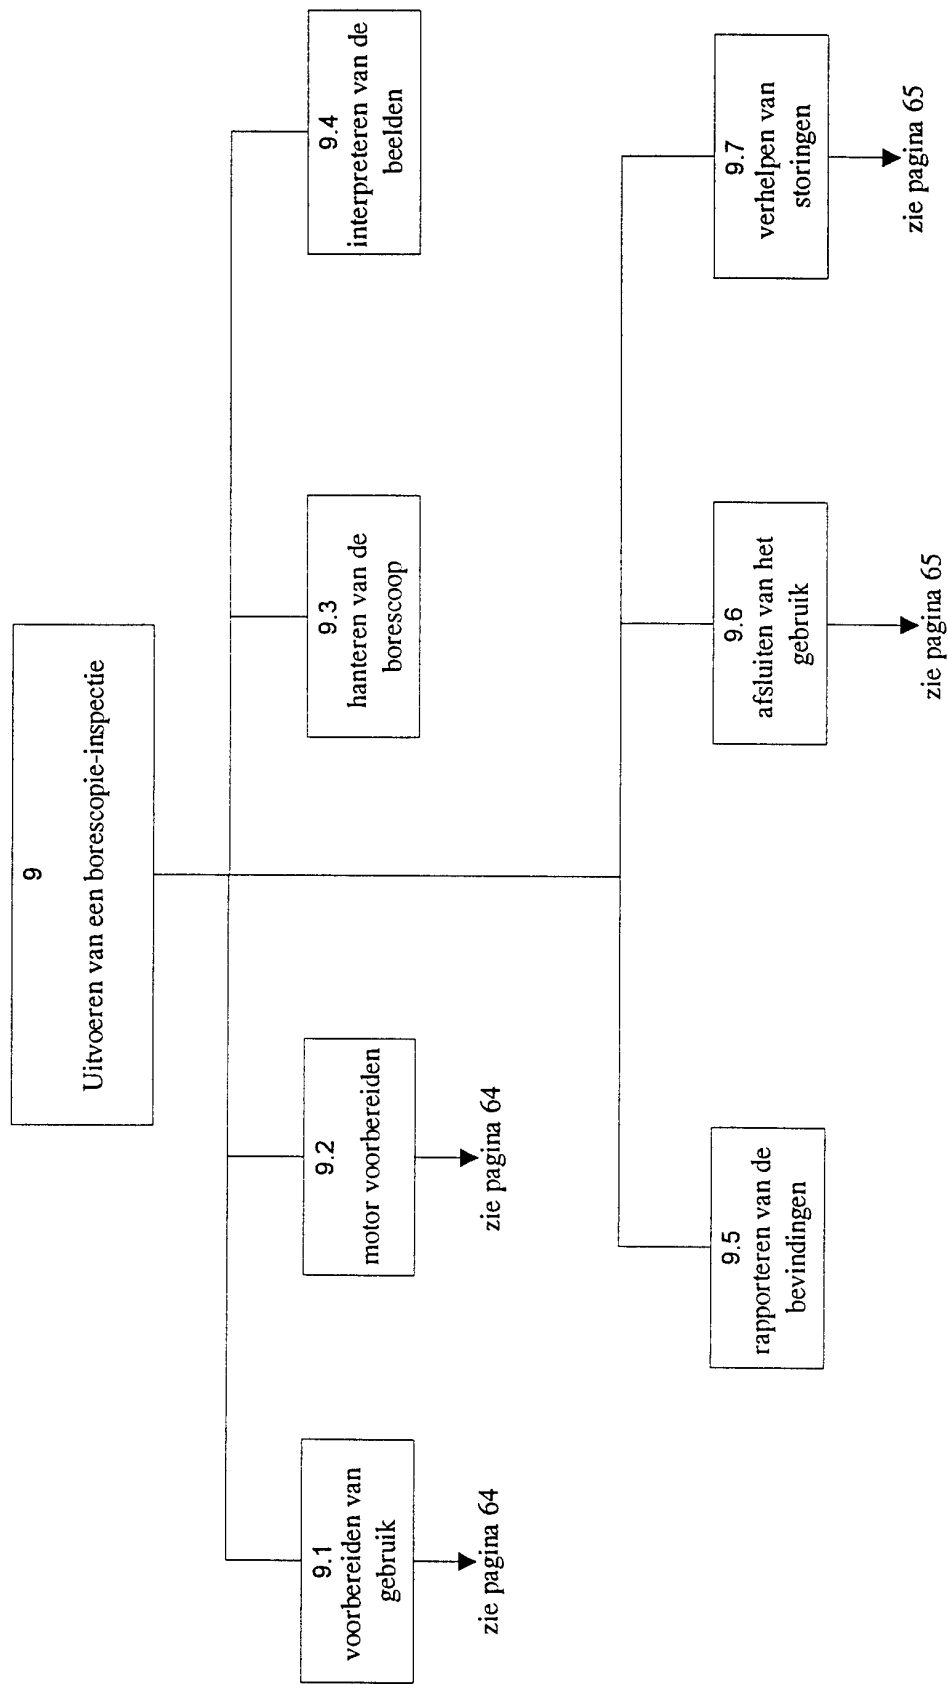 9
Uitvoeren van een borescopie-inspectie
9.1
voorbereiden van
gebruik
zie pagina 64
9.2
motor voorbereiden
zie pagina 64
9.3
hanteren van de
borescoop
9.4
interpreteren van de
beelden
9.5
rapporteren van de
bevindingen
9.6
afsluiten van het
gebruik
zie pagina 65
9.7
verhelpen van
storingen
zie pagina 65